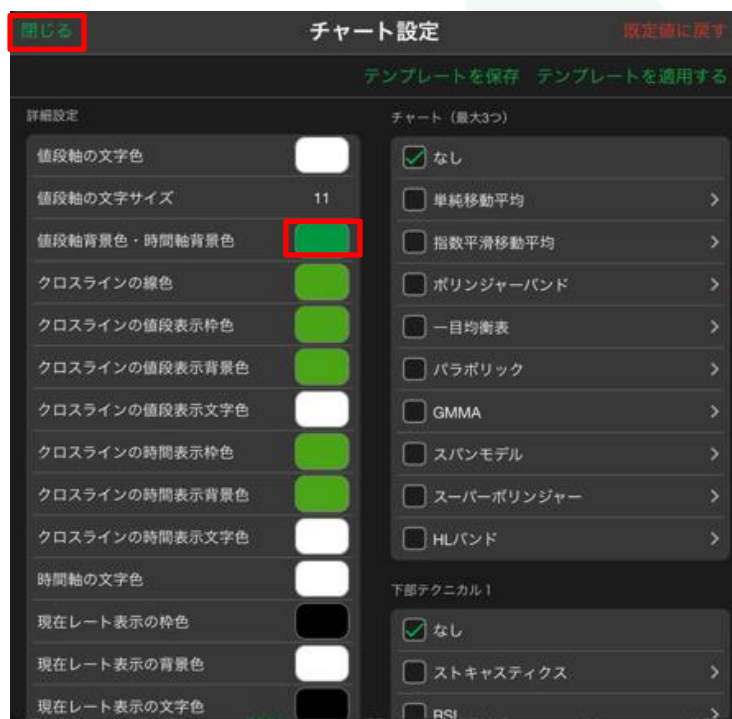 閉じる
チャート設定
既定値に戻す
テンプレートを保存
テンプレートを適用する
詳細設定
値段軸の文字色
値段軸の文字サイズ 11
値段軸背景色・時間軸背景色
クロスラインの線色
クロスラインの値段表示枠色
クロスラインの値段表示背景色
クロスラインの値段表示文字色
クロスラインの時間表示枠色
クロスラインの時間表示背景色
クロスラインの時間表示文字色
時間軸の文字色
現在レート表示の枠色
現在レート表示の背景色
現在レート表示の文字色
チャート（最大3つ）
なし
単純移動平均
指数平滑移動平均
ボリンジャーバンド
一目均衡表
パラボリック
GMMA
スパンモデル
スーパーボリンジャー
HLバンド
下部テクニカル1
なし
ストキャスティクス
RSI